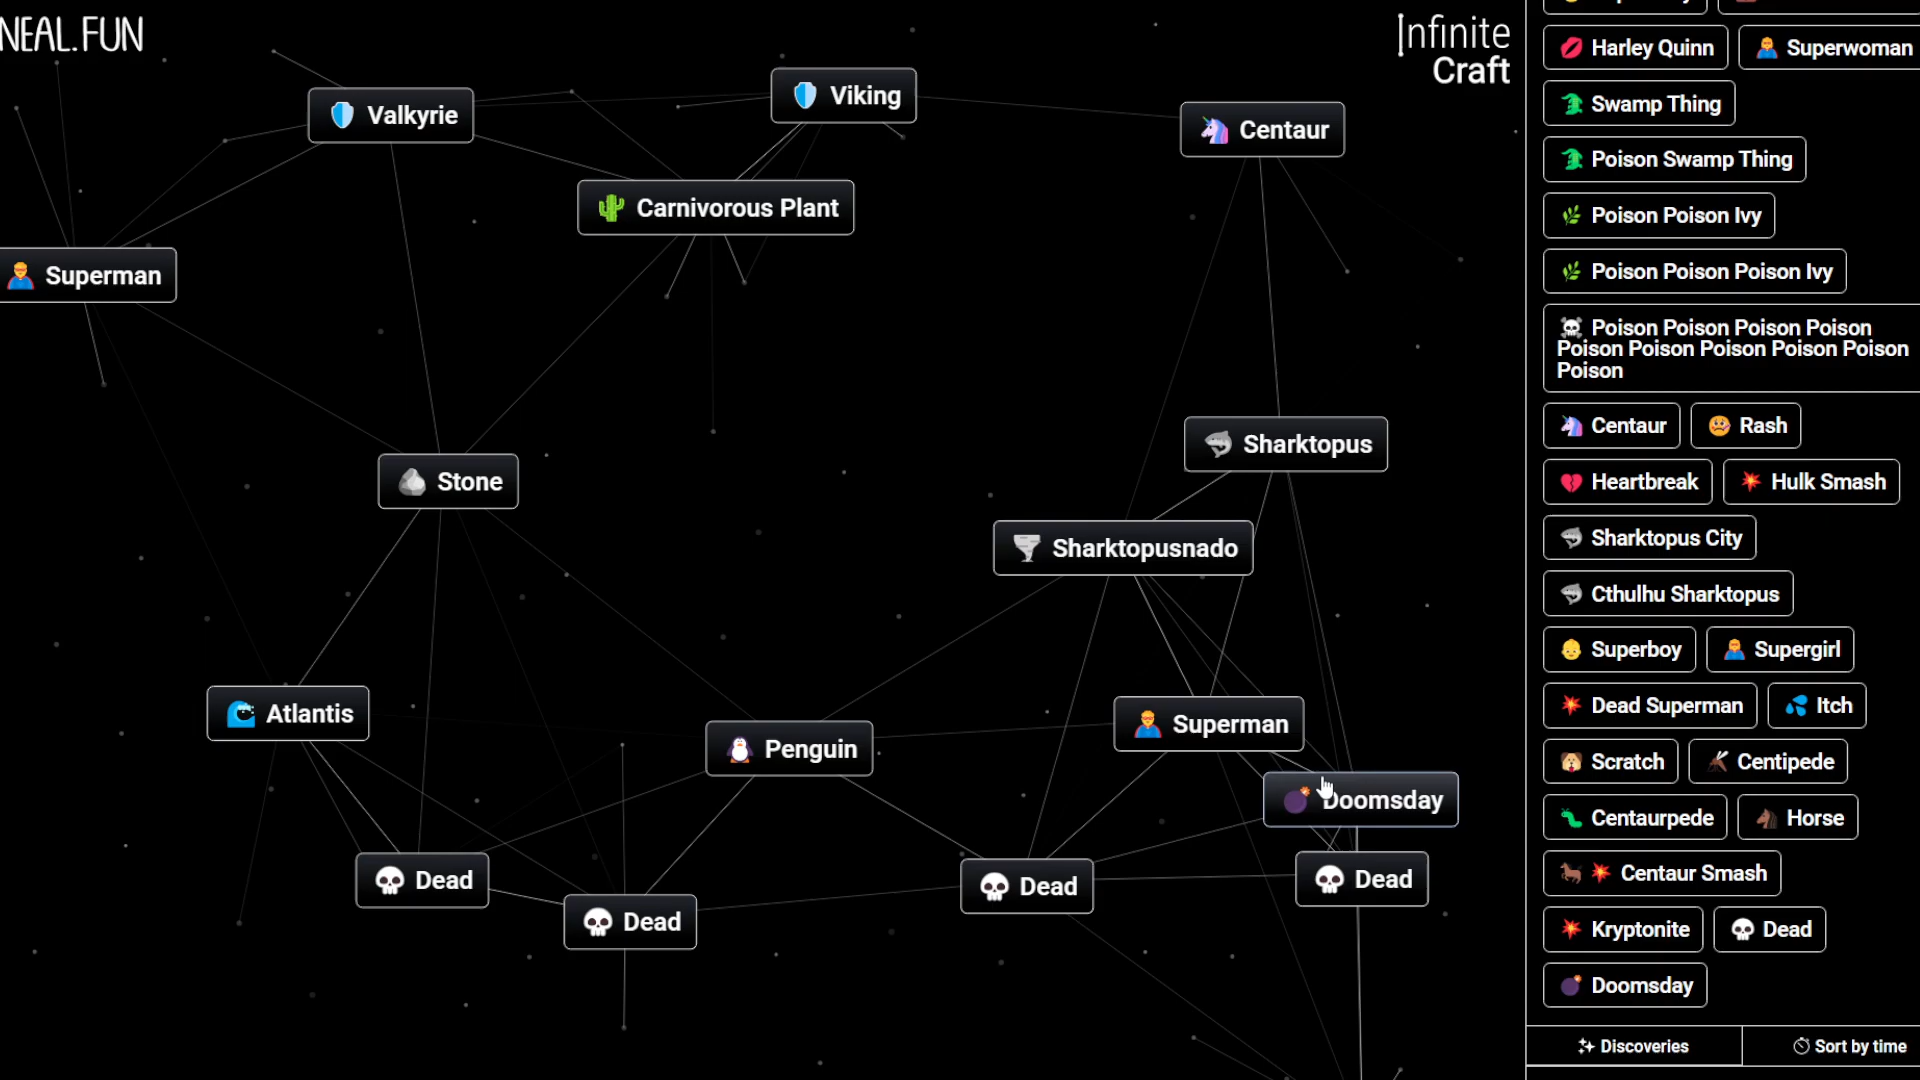 NEAL.FUN
Infinite
Craft
Valkyrie
Viking
Centaur
Carnivorous Plant
Superman
Stone
Sharktopus
Sharktopusnado
Atlantis
Penguin
Superman
Doomsday
Dead
Dead
Dead
Dead
Harley Quinn
Superwoman
Swamp Thing
Poison Swamp Thing
Poison Poison Ivy
Poison Poison Poison Ivy
Poison Poison Poison Poison
Poison Poison Poison Poison Poison
Poison
Centaur
Rash
Heartbreak
Hulk Smash
Sharktopus City
Cthulhu Sharktopus
Superboy
Supergirl
Dead Superman
Itch
Scratch
Centipede
Centaurpede
Horse
Centaur Smash
Kryptonite
Dead
Doomsday
Discoveries
Sort by time